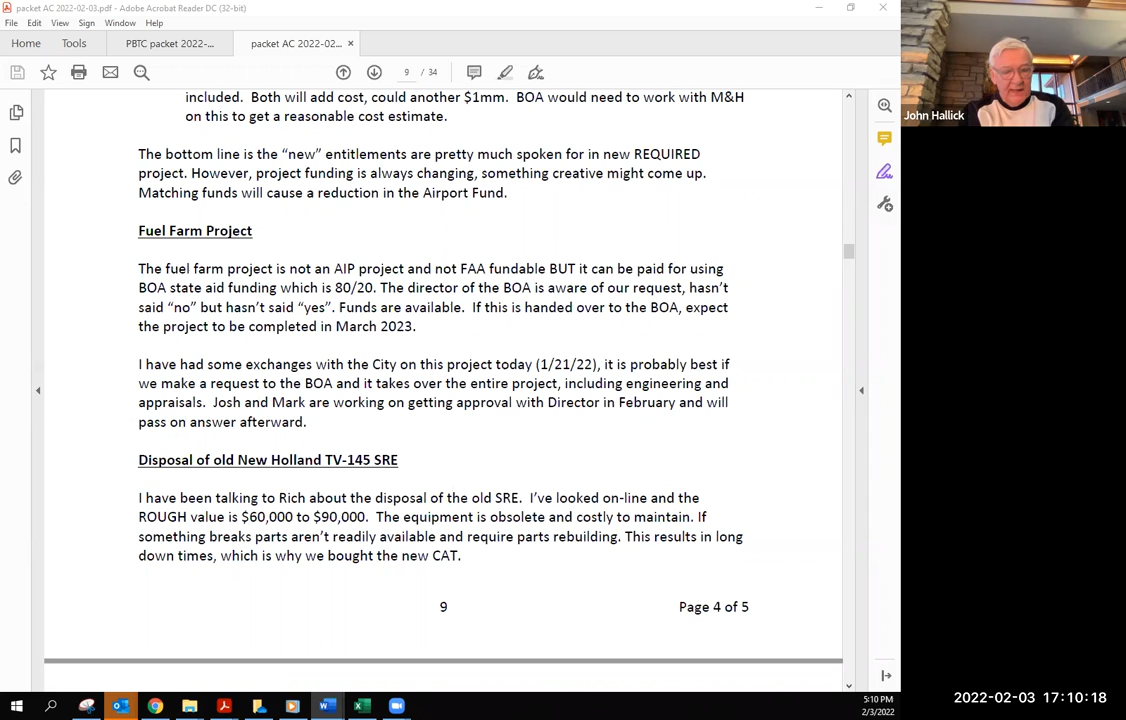 packet AC 2022-02-03.pdf - Adobe Acrobat Reader DC (32-bit)
File Edit View Sign Window Help
Home Tools PBTC packet 2022-... packet AC 2022-02... ×
9 / 34
included. Both will add cost, could another $1mm. BOA would need to work with M&H
on this to get a reasonable cost estimate.
The bottom line is the “new” entitlements are pretty much spoken for in new REQUIRED
project. However, project funding is always changing, something creative might come up.
Matching funds will cause a reduction in the Airport Fund.
Fuel Farm Project
The fuel farm project is not an AIP project and not FAA fundable BUT it can be paid for using
BOA state aid funding which is 80/20. The director of the BOA is aware of our request, hasn’t
said “no” but hasn’t said “yes”. Funds are available. If this is handed over to the BOA, expect
the project to be completed in March 2023.
I have had some exchanges with the City on this project today (1/21/22), it is probably best if
we make a request to the BOA and it takes over the entire project, including engineering and
appraisals. Josh and Mark are working on getting approval with Director in February and will
pass on answer afterward.
Disposal of old New Holland TV-145 SRE
I have been talking to Rich about the disposal of the old SRE. I’ve looked on-line and the
ROUGH value is $60,000 to $90,000. The equipment is obsolete and costly to maintain. If
something breaks parts aren’t readily available and require parts rebuilding. This results in long
down times, which is why we bought the new CAT.
9 Page 4 of 5
John Hallick
5:10 PM
2/3/2022
2022-02-03 17:10:18